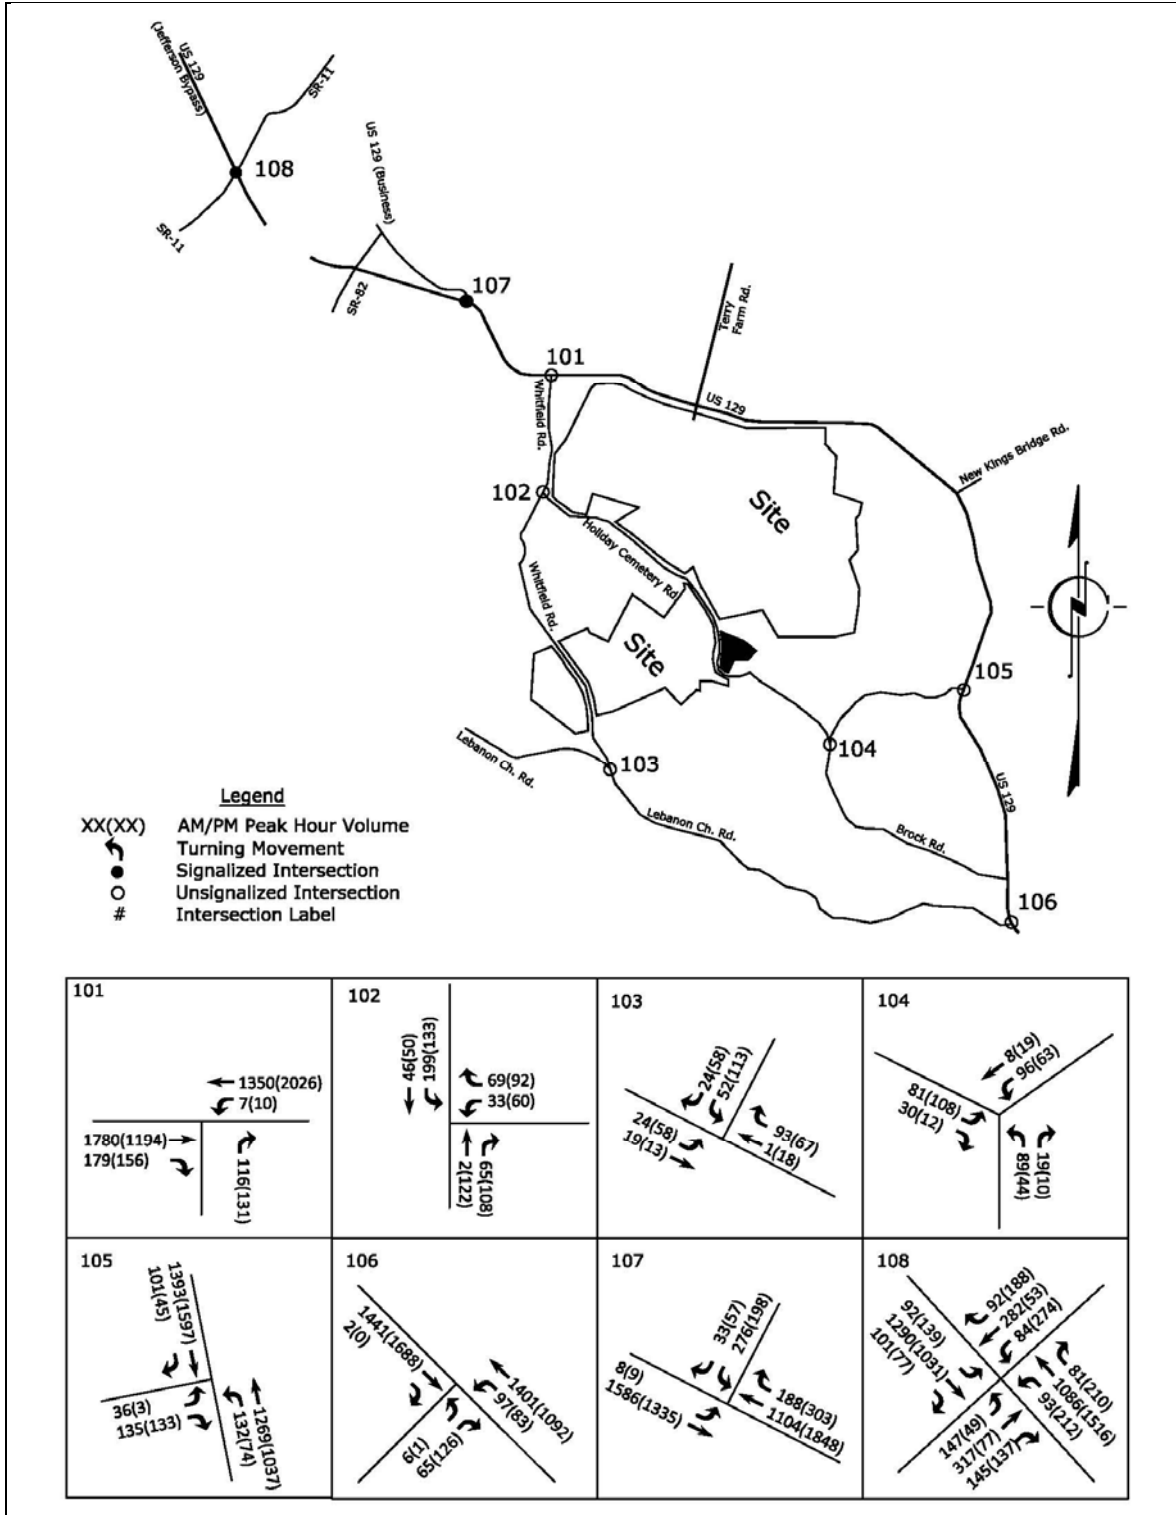 US 129
(Jefferson Bypass)
SR-11
108
SR-11
US 129 (Business)
107
SR-82
101
Terry
Farm Rd.
US 129
Whitfield Rd.
New Kings Bridge Rd.
102
Site
Holiday Cemetery Rd.
Whitfield Rd.
Site
105
104
Lebanon Ch. Rd.
103
US 129
Lebanon Ch. Rd.
Brock Rd.
106
Legend
XX(XX) AM/PM Peak Hour Volume
Turning Movement
Signalized Intersection
Unsignalized Intersection
# Intersection Label
101
1350(2026)
7(10)
1780(1194)
179(156)
116(131)
102
46(50)
199(133)
69(92)
33(60)
2(122)
65(108)
103
24(58)
52(113)
24(58)
19(13)
93(67)
1(18)
104
8(19)
96(63)
81(108)
30(12)
89(44)
19(10)
105
1393(1597)
101(45)
36(3)
135(133)
132(74)
1269(1037)
106
1441(1688)
2(0)
1401(1092)
97(83)
6(1)
65(126)
107
33(57)
276(198)
8(9)
1586(1335)
188(303)
1104(1848)
108
92(188)
282(53)
84(274)
92(139)
1290(1031)
101(77)
81(210)
1086(1516)
93(212)
147(49)
317(77)
145(137)